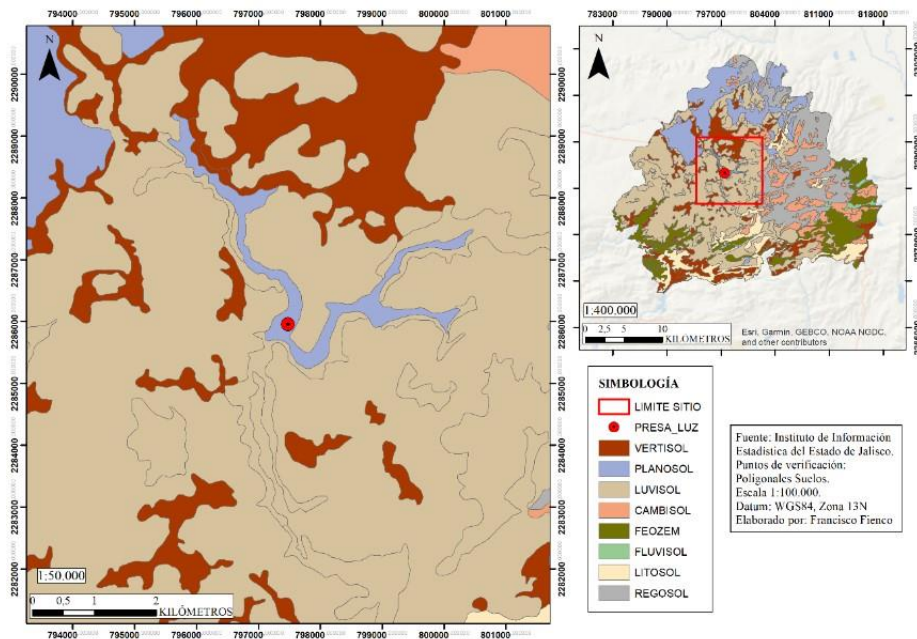 794000 795000 796000 797000 798000 799000 800000 801000
N
2290000
2289000
2288000
2287000
2286000
2285000
2284000
2283000
2282000
1:50,000
0 0,5 1 2
KILÓMETROS
794000 795000 796000 797000 798000 799000 800000 801000
783000 790000 797000 804000 811000 818000
N
1:400,000
0 2.5 5 10
KILÓMETROS
Esri, Garmin, GEBCO, NOAA NGDC,
and other contributors
SIMBOLOGÍA
LIMITE SITIO
PRESA_LUZ
VERTISOL
PLANOSOL
LUVISOL
CAMBISOL
FEOZEM
FLUVISOL
LITOSOL
REGOSOL
Fuente: Instituto de Información
Estadística del Estado de Jalisco.
Puntos de verificación:
Poligonales Suelos.
Escala 1:100.000.
Datum: WGS84, Zona 13N
Elaborado por: Francisco Fienco